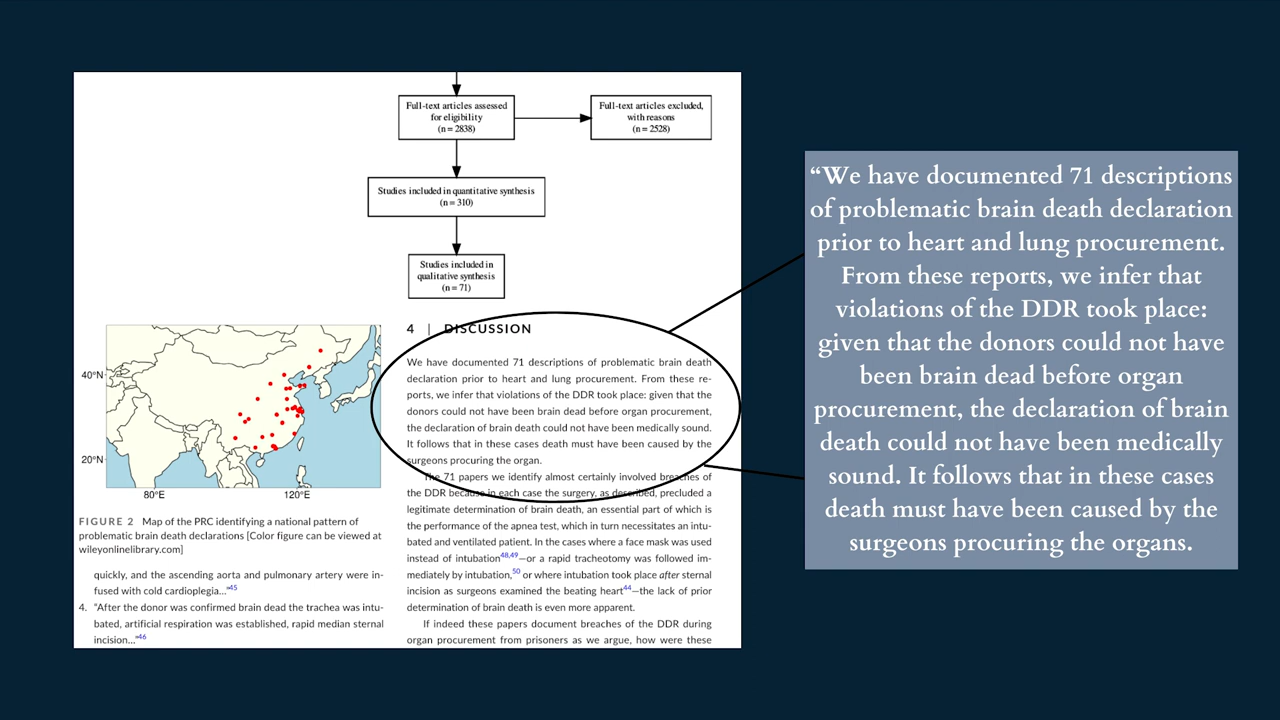 Full-text articles assessed
for eligibility
(n = 2838)
Full-text articles excluded,
with reasons
(n = 2528)
Studies included in quantitative synthesis
(n = 310)
Studies included in
qualitative synthesis
(n = 71)
40°N
20°N
80°E
120°E
FIGURE 2 Map of the PRC identifying a national pattern of
problematic brain death declarations [Color figure can be viewed at
wileyonlinelibrary.com]
quickly, and the ascending aorta and pulmonary artery were in-
fused with cold cardioplegia..."45
4. "After the donor was confirmed brain dead the trachea was intu-
bated, artificial respiration was established, rapid median sternal
incision..."46
4 | DISCUSSION
We have documented 71 descriptions of problematic brain death
declaration prior to heart and lung procurement. From these re-
ports, we infer that violations of the DDR took place: given that the
donors could not have been brain dead before organ procurement,
the declaration of brain death could not have been medically sound.
It follows that in these cases death must have been caused by the
surgeons procuring the organ.
The 71 papers we identify almost certainly involved breaches of
the DDR because in each case the surgery, as described, precluded a
legitimate determination of brain death, an essential part of which is
the performance of the apnea test, which in turn necessitates an intu-
bated and ventilated patient. In the cases where a face mask was used
instead of intubation48,49—or a rapid tracheotomy was followed im-
mediately by intubation,50 or where intubation took place after sternal
incision as surgeons examined the beating heart44—the lack of prior
determination of brain death is even more apparent.
If indeed these papers document breaches of the DDR during
organ procurement from prisoners as we argue, how were these
“We have documented 71 descriptions
of problematic brain death declaration
prior to heart and lung procurement.
From these reports, we infer that
violations of the DDR took place:
given that the donors could not have
been brain dead before organ
procurement, the declaration of brain
death could not have been medically
sound. It follows that in these cases
death must have been caused by the
surgeons procuring the organs.